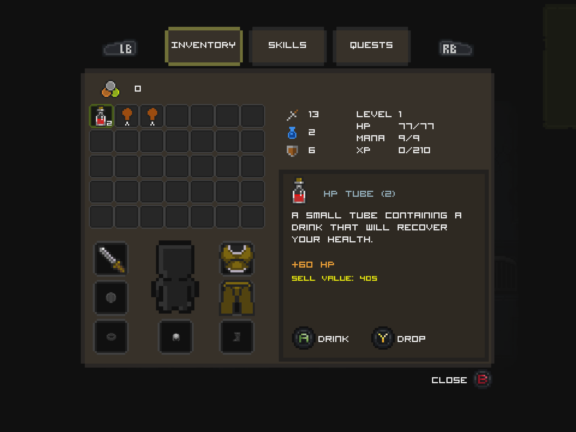 LB
INVENTORY
SKILLS
QUESTS
RB
0
2
13
2
6
LEVEL 1
HP 77/77
MANA 9/9
XP 0/210
HP TUBE (2)
A SMALL TUBE CONTAINING A
DRINK THAT WILL RECOVER
YOUR HEALTH.
+60 HP
SELL VALUE: 40S
A DRINK
Y DROP
CLOSE B